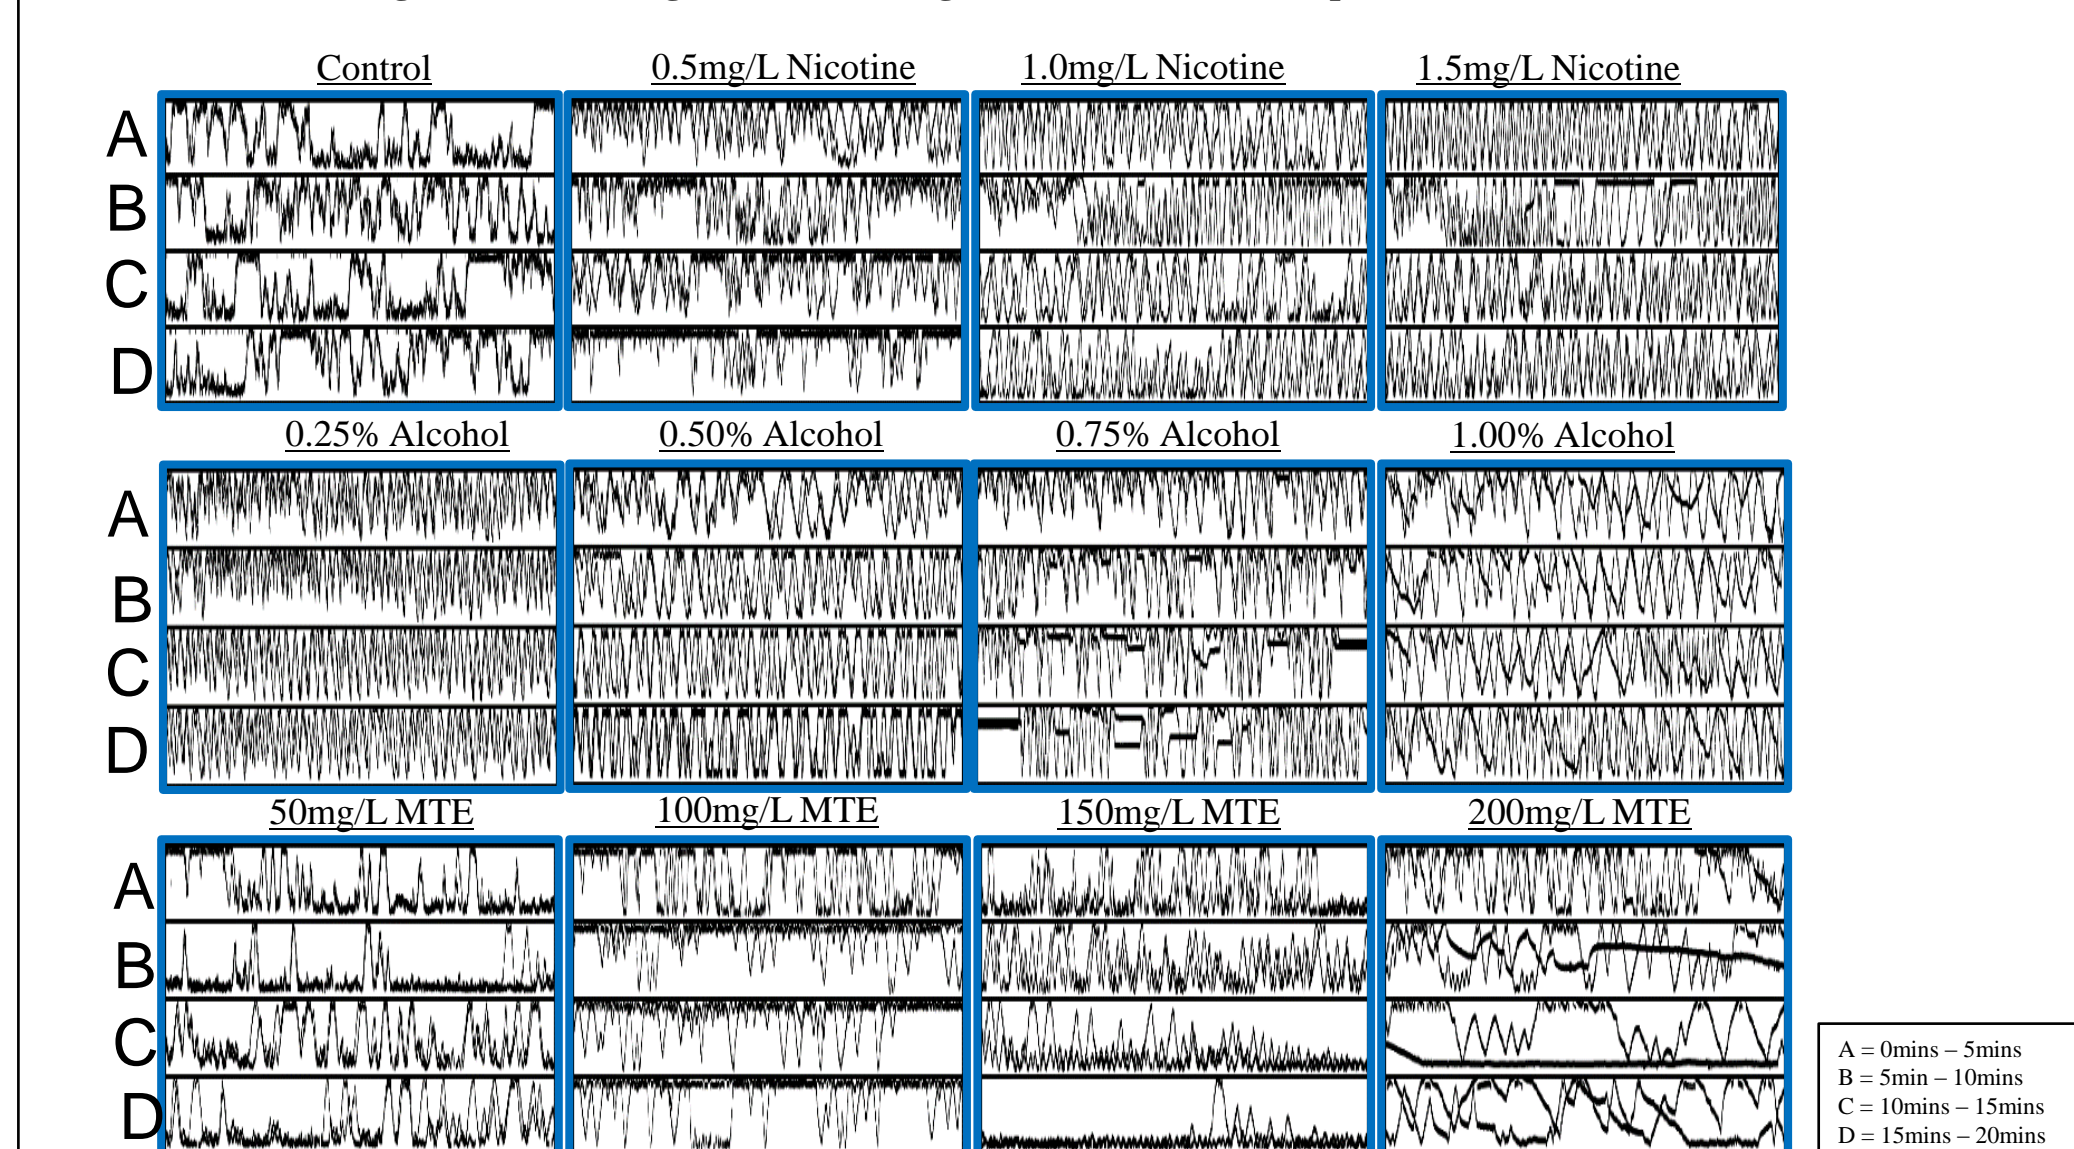 Control 0.5mg/L Nicotine 1.0mg/L Nicotine 1.5mg/L Nicotine
A
B
C
D
0.25% Alcohol 0.50% Alcohol 0.75% Alcohol 1.00% Alcohol
A
B
C
D
50mg/L MTE 100mg/L MTE 150mg/L MTE 200mg/L MTE
A
B
C
D
A = 0mins – 5mins
B = 5min – 10mins
C = 10mins – 15mins
D = 15mins – 20mins